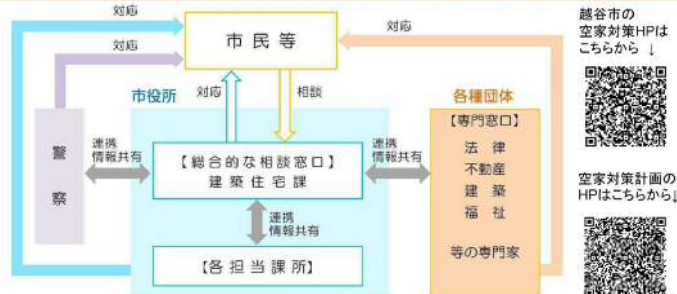 対応
対応
市民等
対応
越谷市の
空家対策HPは
こちらから ↓
市役所
対応
相談
各種団体
警察
連携
情報共有
【総合的な相談窓口】
建築住宅課
連携
情報共有
【専門窓口】
法律
不動産
建築
福祉
等の専門家
連携
情報共有
【各担当課所】
空家対策計画の
HPはこちらから↓